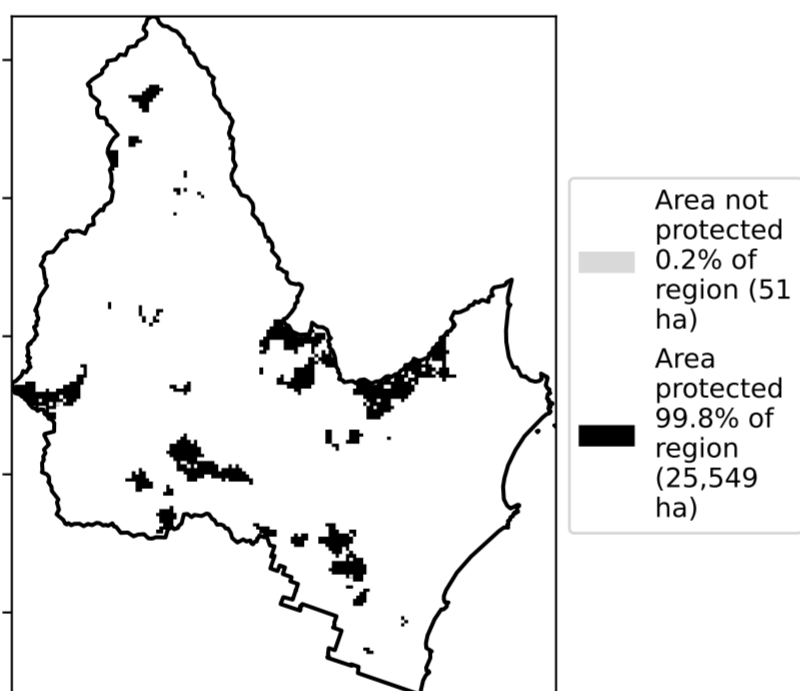 Area not
protected
0.2% of
region (51
ha)
Area
protected
99.8% of
region
(25,549
ha)